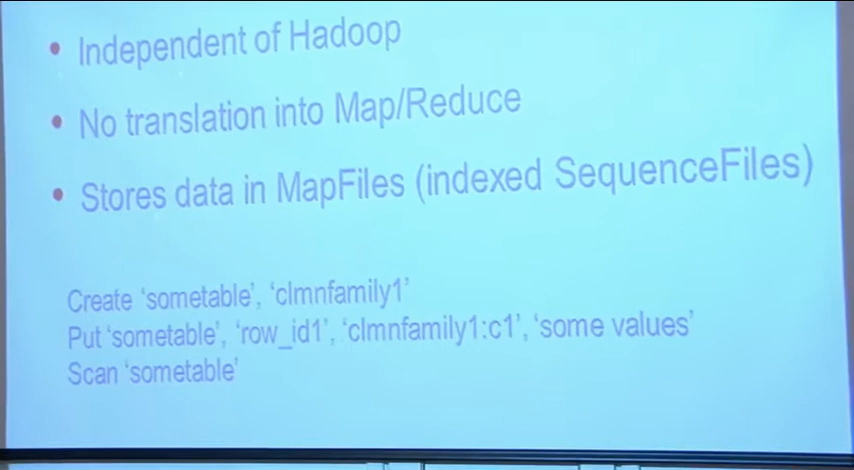 • Independent of Hadoop
• No translation into Map/Reduce
• Stores data in MapFiles (indexed SequenceFiles)
Create ‘sometable’, ‘clmnfamily1’
Put ‘sometable’, ‘row_id1’, ‘clmnfamily1:c1’, ‘some values’
Scan ‘sometable’